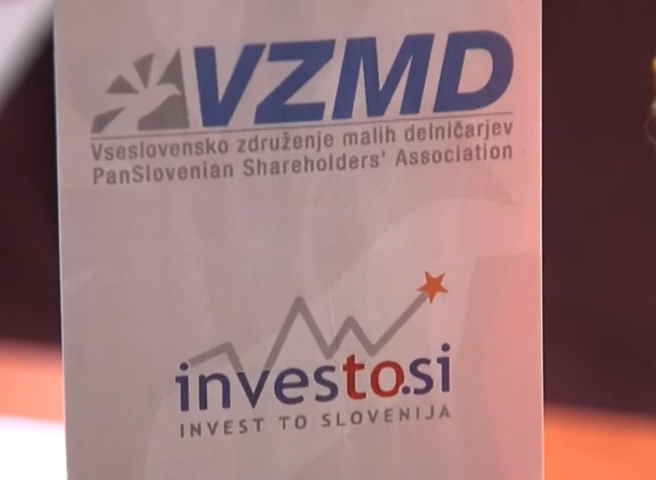 VZMD
Vseslovensko združenje malih delničarjev
PanSlovenian Shareholders' Association
investo.si
INVEST TO SLOVENIJA